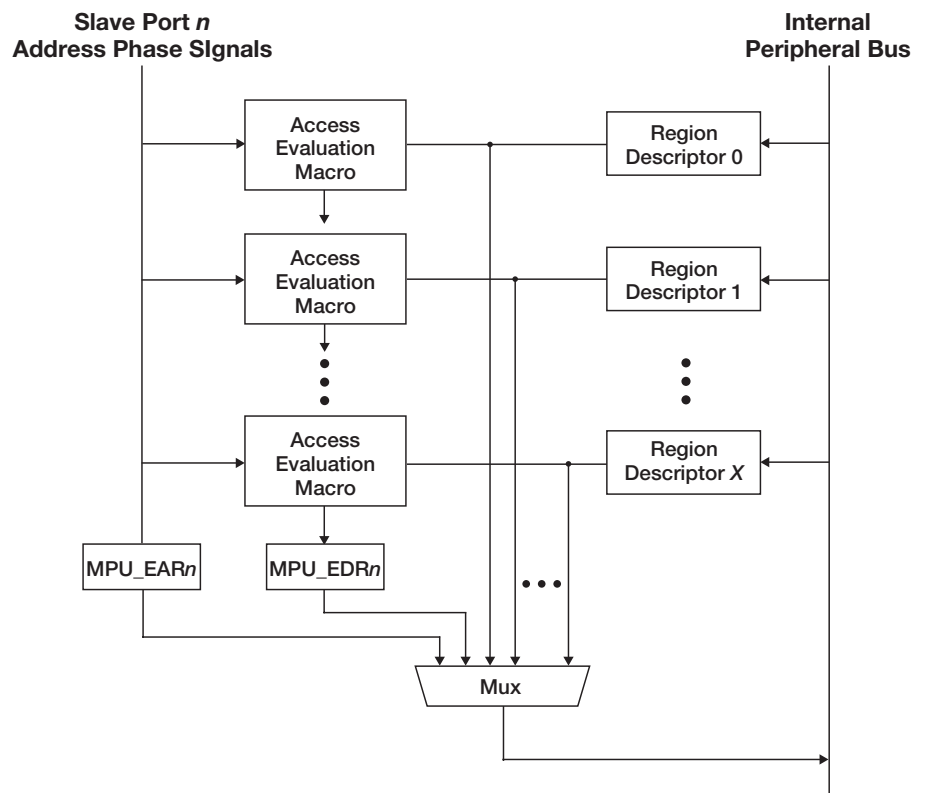 Slave Port n
Address Phase SIgnals
Internal
Peripheral Bus
Access
Evaluation
Macro
Region
Descriptor 0
Access
Evaluation
Macro
Region
Descriptor 1
Access
Evaluation
Macro
Region
Descriptor X
MPU_EARn
MPU_EDRn
Mux